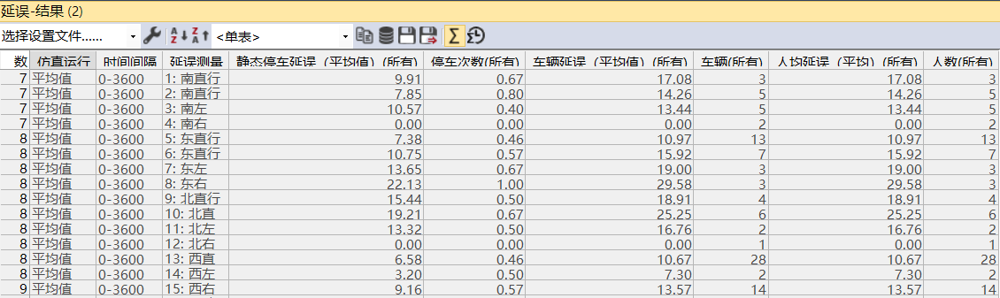 延误-结果 (2)
选择设置文件...... <单表> Σ
数 仿真运行 时间间隔 延误测量 静态停车延误（平均值）(所有) 停车次数(所有) 车辆延误（平均值）(所有) 车辆(所有) 人均延误（平均）(所有) 人数(所有)
7 平均值 0-3600 1: 南直行 9.91 0.67 17.08 3 17.08 3
7 平均值 0-3600 2: 南直行 7.85 0.80 14.26 5 14.26 5
7 平均值 0-3600 3: 南左 10.57 0.40 13.44 5 13.44 5
7 平均值 0-3600 4: 南右 0.00 0.00 0.00 2 0.00 2
8 平均值 0-3600 5: 东直行 7.38 0.46 10.97 13 10.97 13
8 平均值 0-3600 6: 东直行 10.75 0.57 15.92 7 15.92 7
8 平均值 0-3600 7: 东左 13.65 0.67 19.00 3 19.00 3
8 平均值 0-3600 8: 东右 22.13 1.00 29.58 3 29.58 3
8 平均值 0-3600 9: 北直行 15.44 0.50 18.91 4 18.91 4
8 平均值 0-3600 10: 北直 19.21 0.67 25.25 6 25.25 6
8 平均值 0-3600 11: 北左 13.32 0.50 16.76 2 16.76 2
8 平均值 0-3600 12: 北右 0.00 0.00 0.00 1 0.00 1
8 平均值 0-3600 13: 西直 6.58 0.46 10.67 28 10.67 28
8 平均值 0-3600 14: 西左 3.20 0.50 7.30 2 7.30 2
9 平均值 0-3600 15: 西右 9.16 0.57 13.57 14 13.57 14